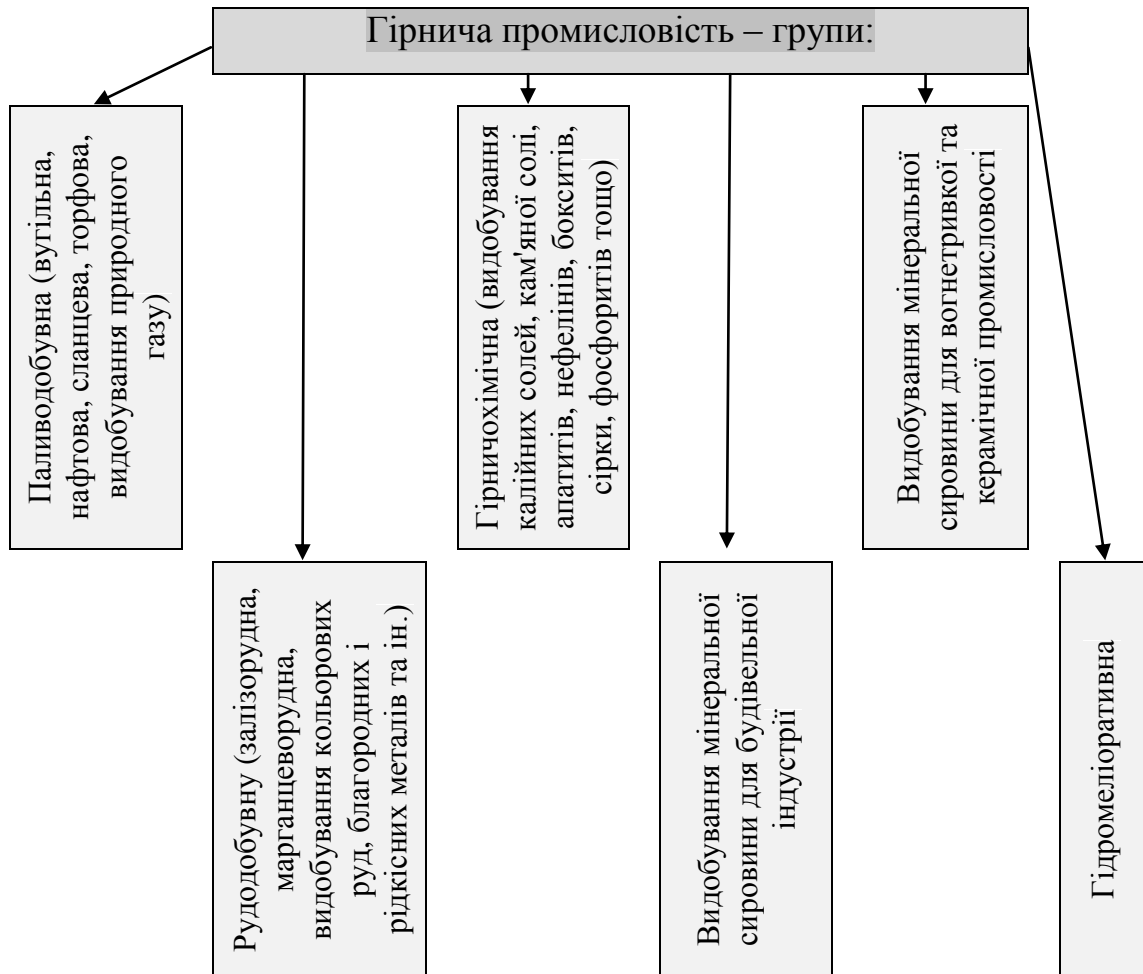 Гірнича промисловість – групи:
Паливодобувна (вугільна,
нафтова, сланцева, торфова,
видобування природного
газу)
Рудодобувну (залізорудна,
марганцеворудна,
видобування кольорових
руд, благородних і
рідкісних металів та ін.)
Гірничохімічна (видобування
калійних солей, кам'яної солі,
апатитів, нефелінів, бокситів,
сірки, фосфоритів тощо)
Видобування мінеральної
сировини для будівельної
індустрії
Видобування мінеральної
сировини для вогнетривкої та
керамічної промисловості
Гідромеліоративна